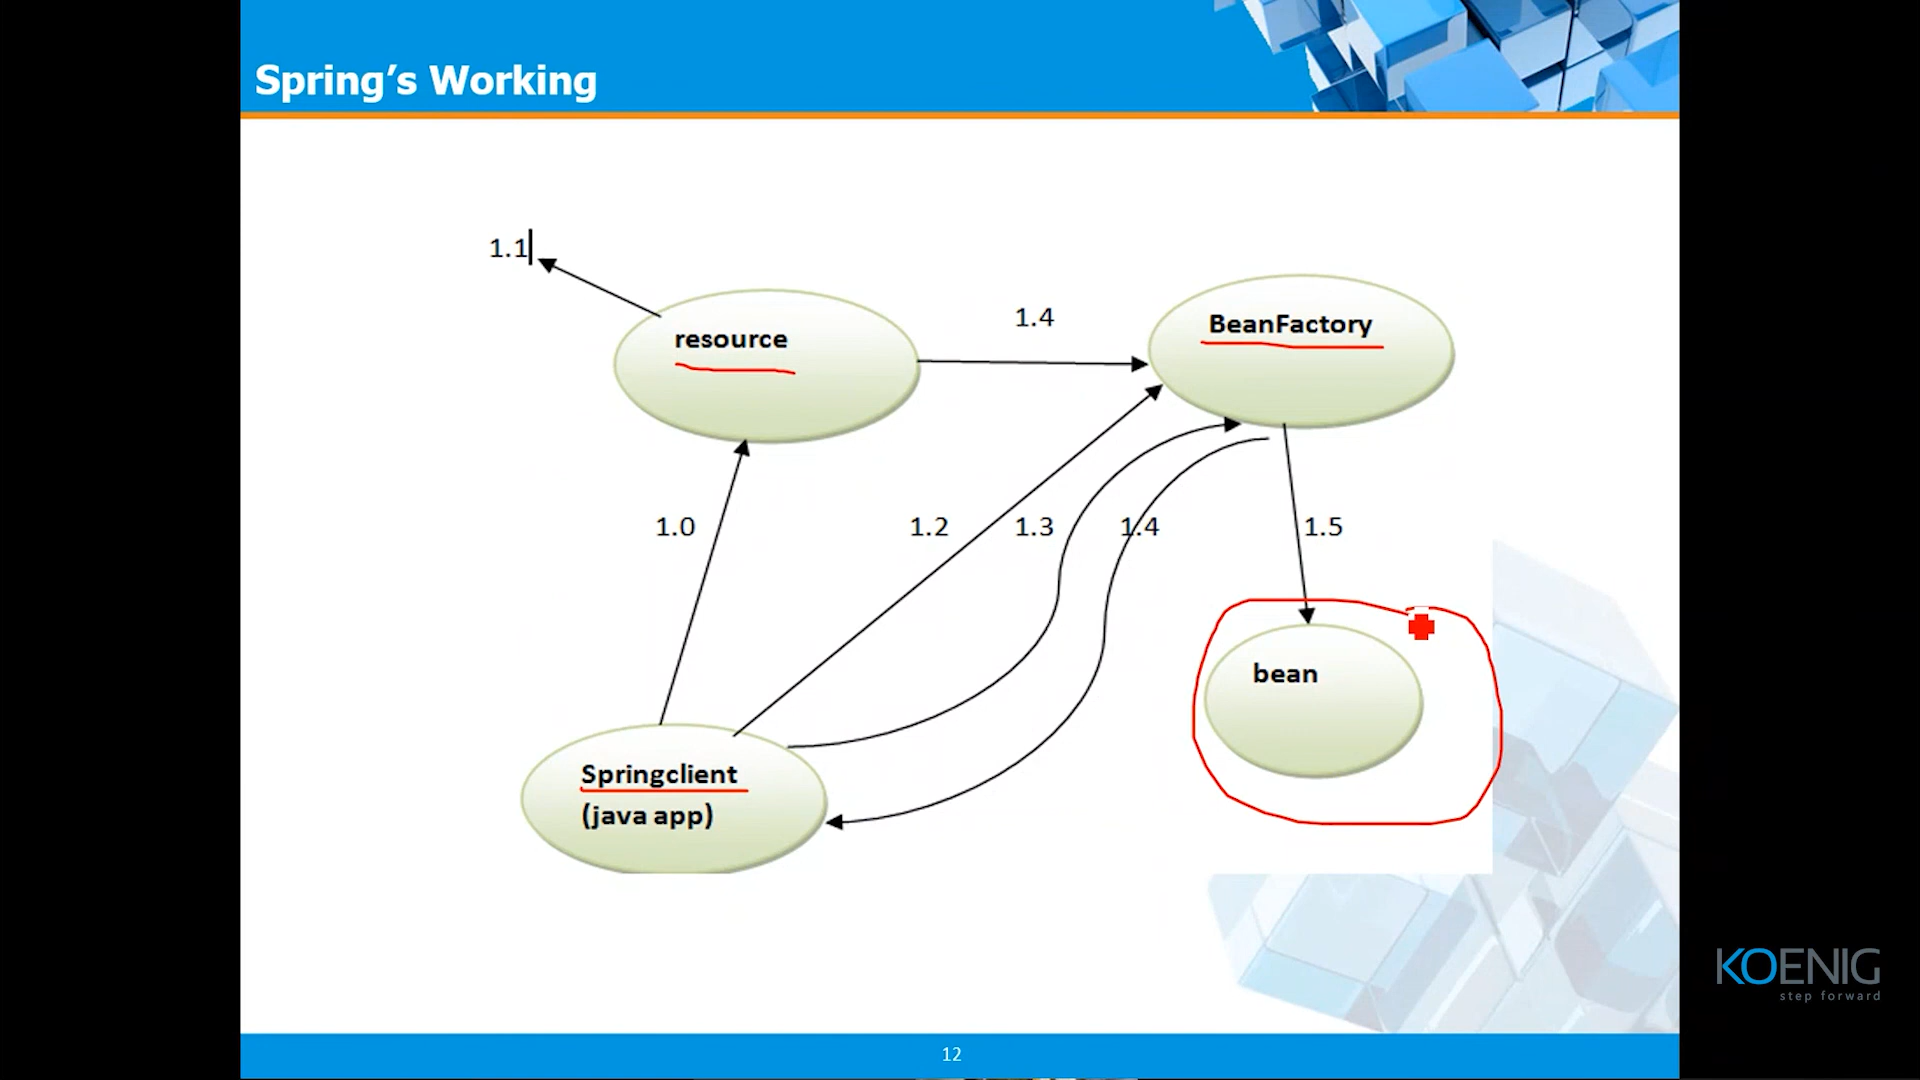 Spring’s Working
1.1
resource
1.4
BeanFactory
1.0
1.2
1.3
1.4
1.5
bean
Springclient
(java app)
KOENIG
step forward
12